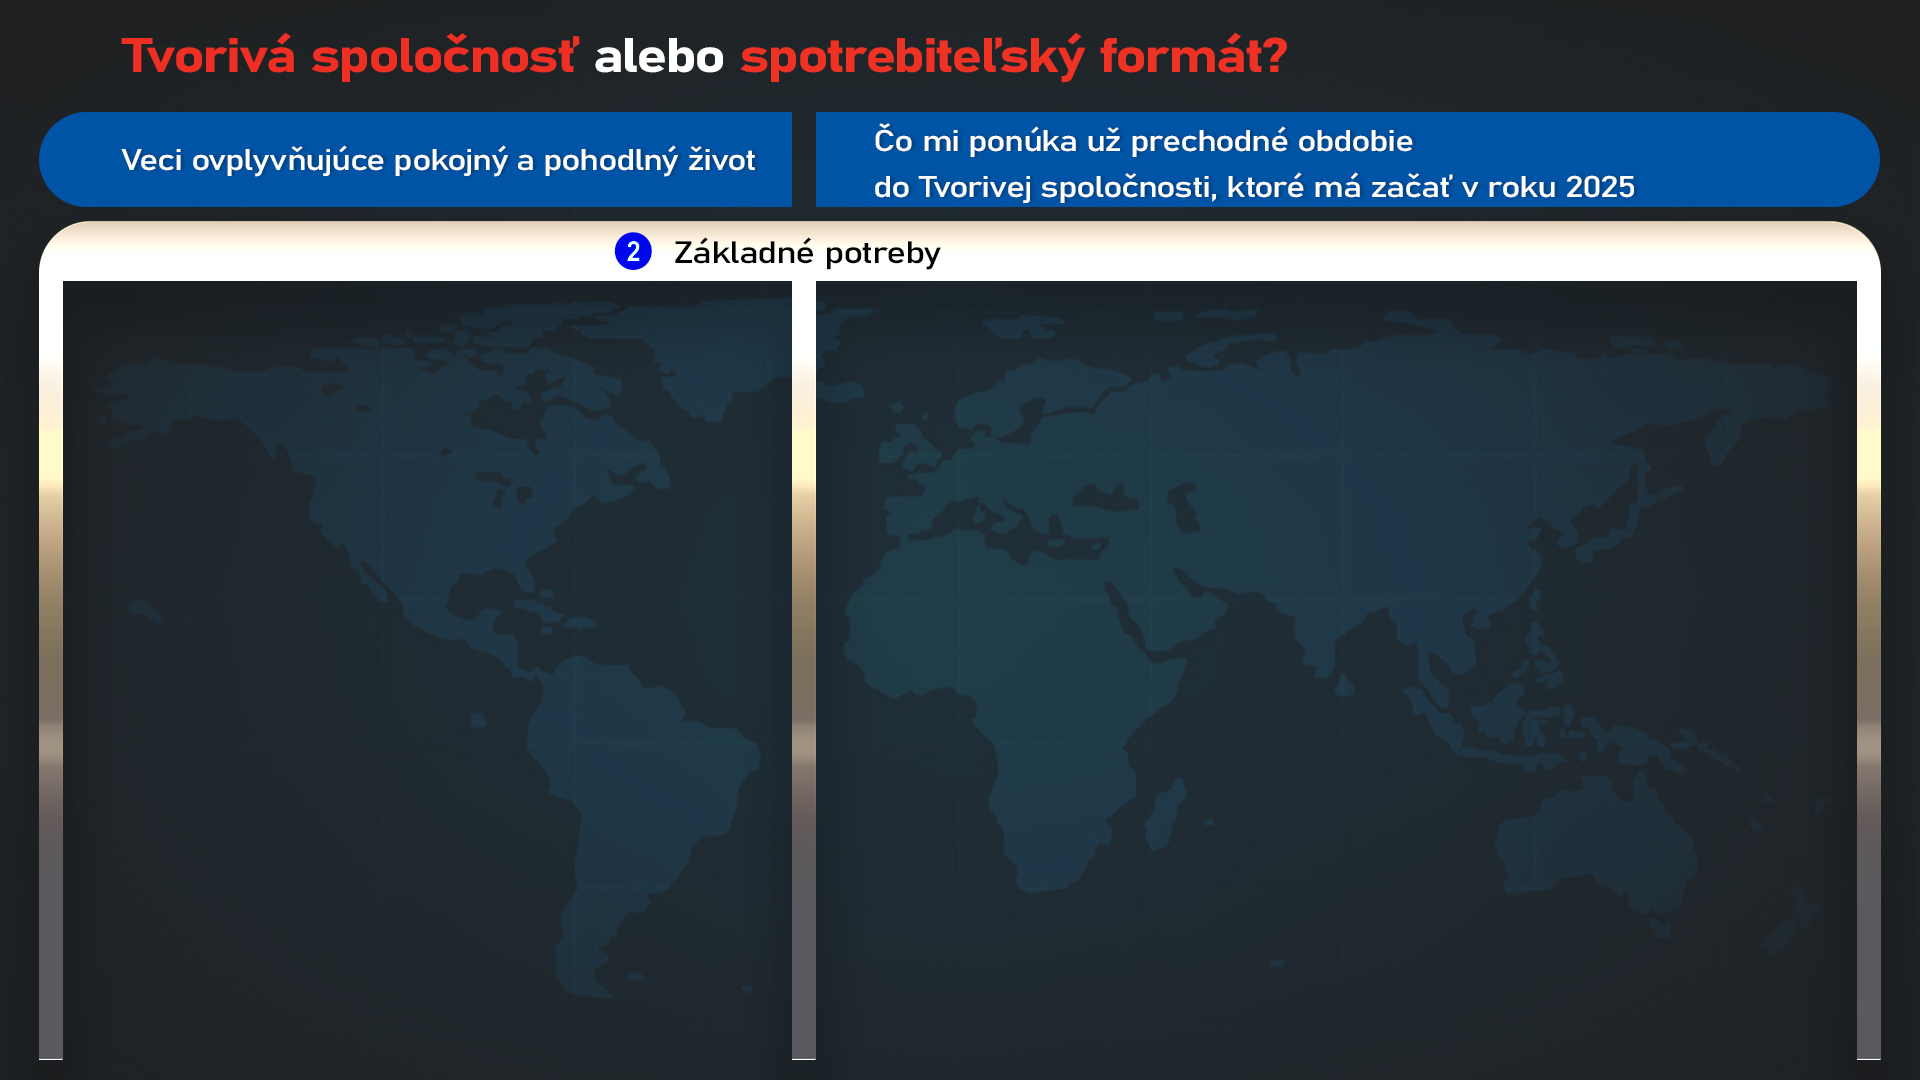 Tvorivá spoločnosť alebo spotrebiteľský formát?
Veci ovplyvňujúce pokojný a pohodlný život
Čo mi ponúka už prechodné obdobie
do Tvorivej spoločnosti, ktoré má začať v roku 2025
2 Základné potreby